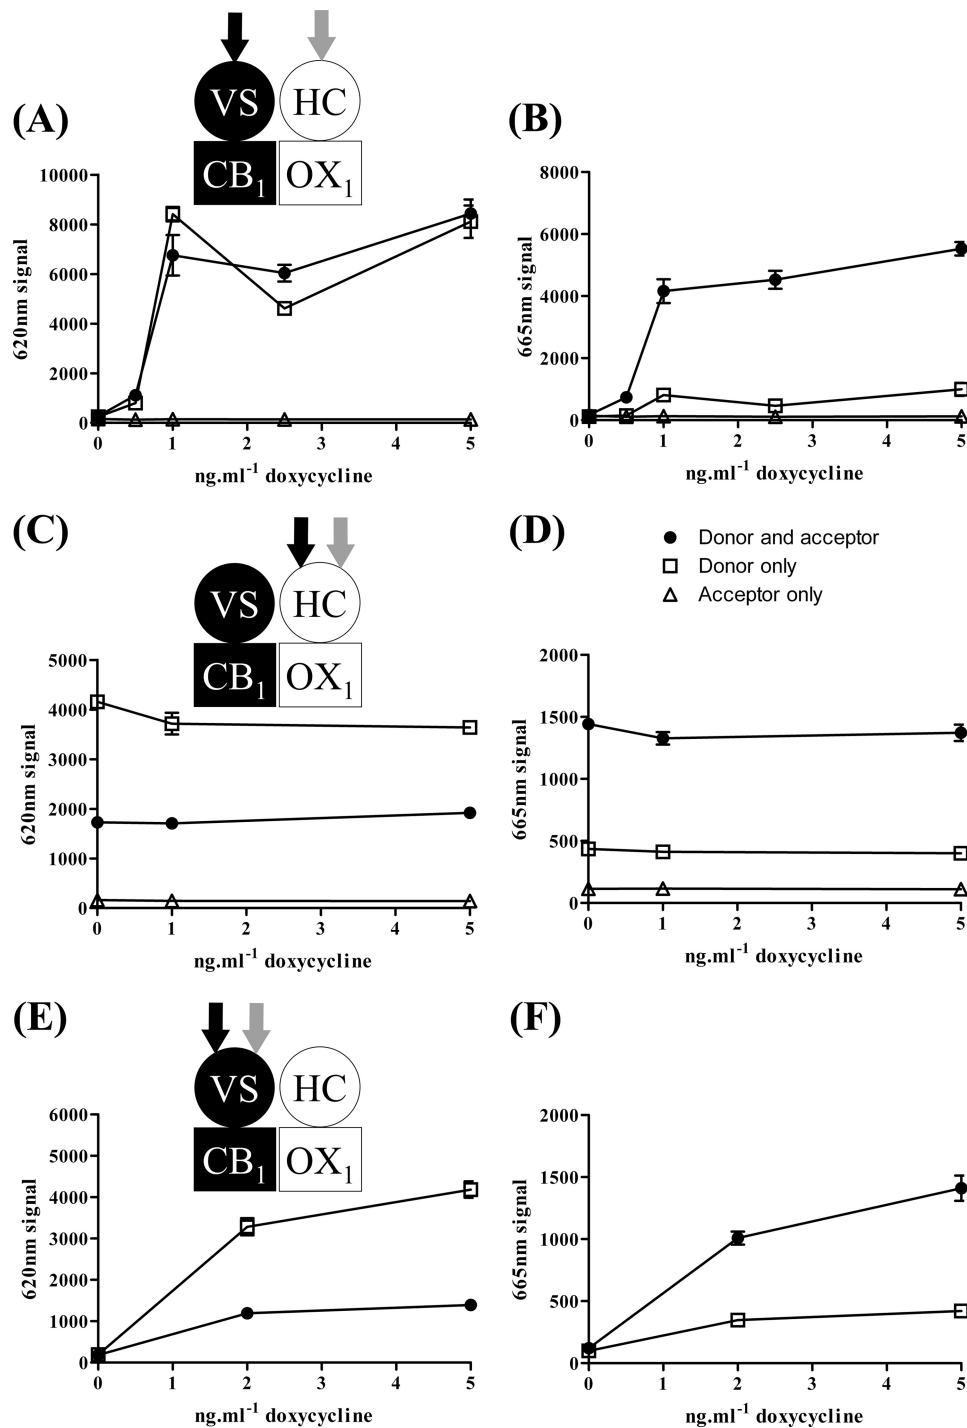 (A)
VS HC
CB1 OX1
10000
8000
6000
4000
2000
0
620nm signal
0 1 2 3 4 5
ng.ml-1 doxycycline
(B)
8000
6000
4000
2000
0
665nm signal
0 1 2 3 4 5
ng.ml-1 doxycycline
(C)
VS HC
CB1 OX1
5000
4000
3000
2000
1000
0
620nm signal
0 1 2 3 4 5
ng.ml-1 doxycycline
(D)
Donor and acceptor
Donor only
Acceptor only
2000
1500
1000
500
0
665nm signal
0 1 2 3 4 5
ng.ml-1 doxycycline
(E)
VS HC
CB1 OX1
6000
5000
4000
3000
2000
1000
0
620nm signal
0 1 2 3 4 5
ng.ml-1 doxycycline
(F)
2000
1500
1000
500
0
665nm signal
0 1 2 3 4 5
ng.ml-1 doxycycline